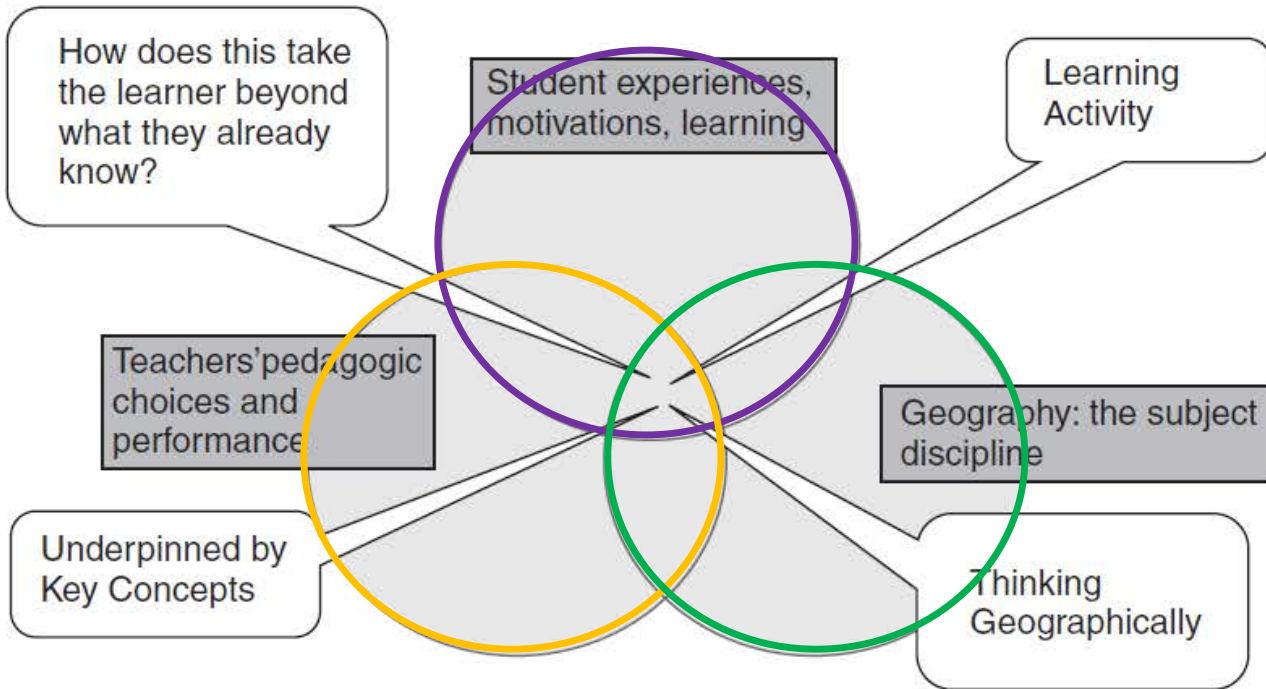 How does this take
the learner beyond
what they already
know?
Student experiences,
motivations, learning
Learning
Activity
Teachers'pedagogic
choices and
performance
Geography: the subject
discipline
Underpinned by
Key Concepts
Thinking
Geographically